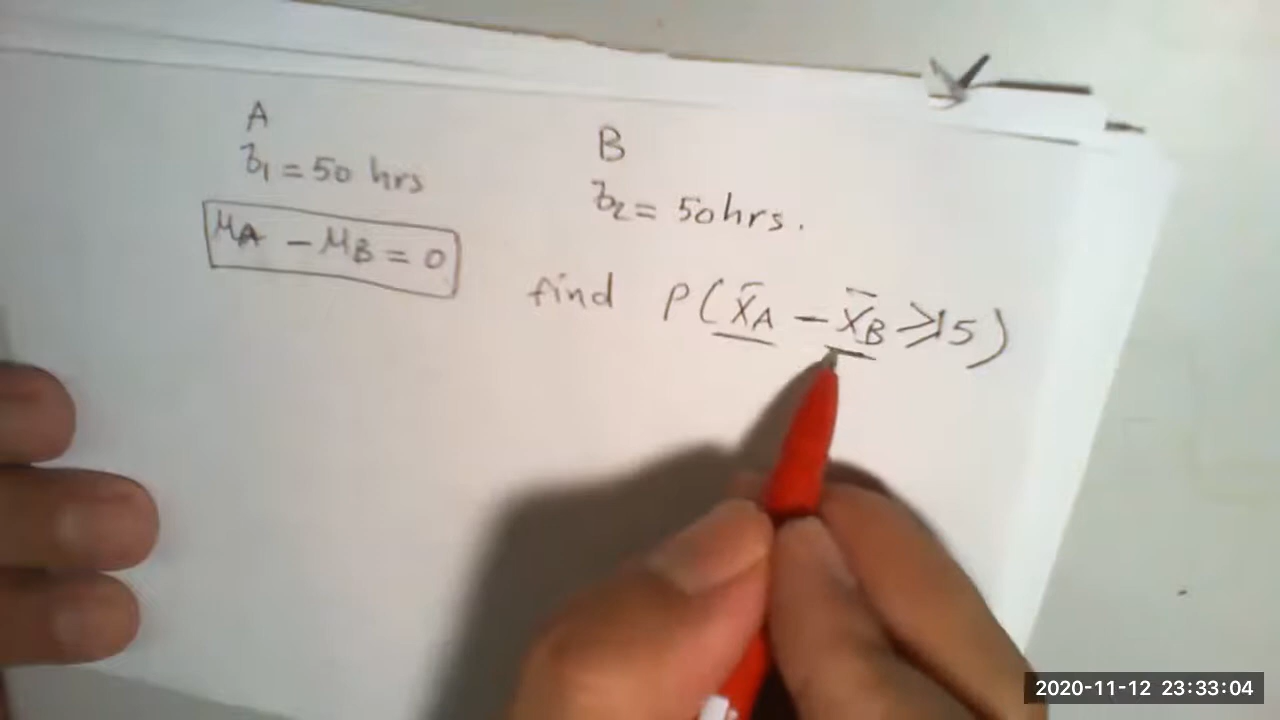 A
σ₁ = 50 hrs
μA − μB = 0
B
σ₂ = 50 hrs.
find P(X̄A − X̄B ≥ 15)
2020-11-12 23:33:04